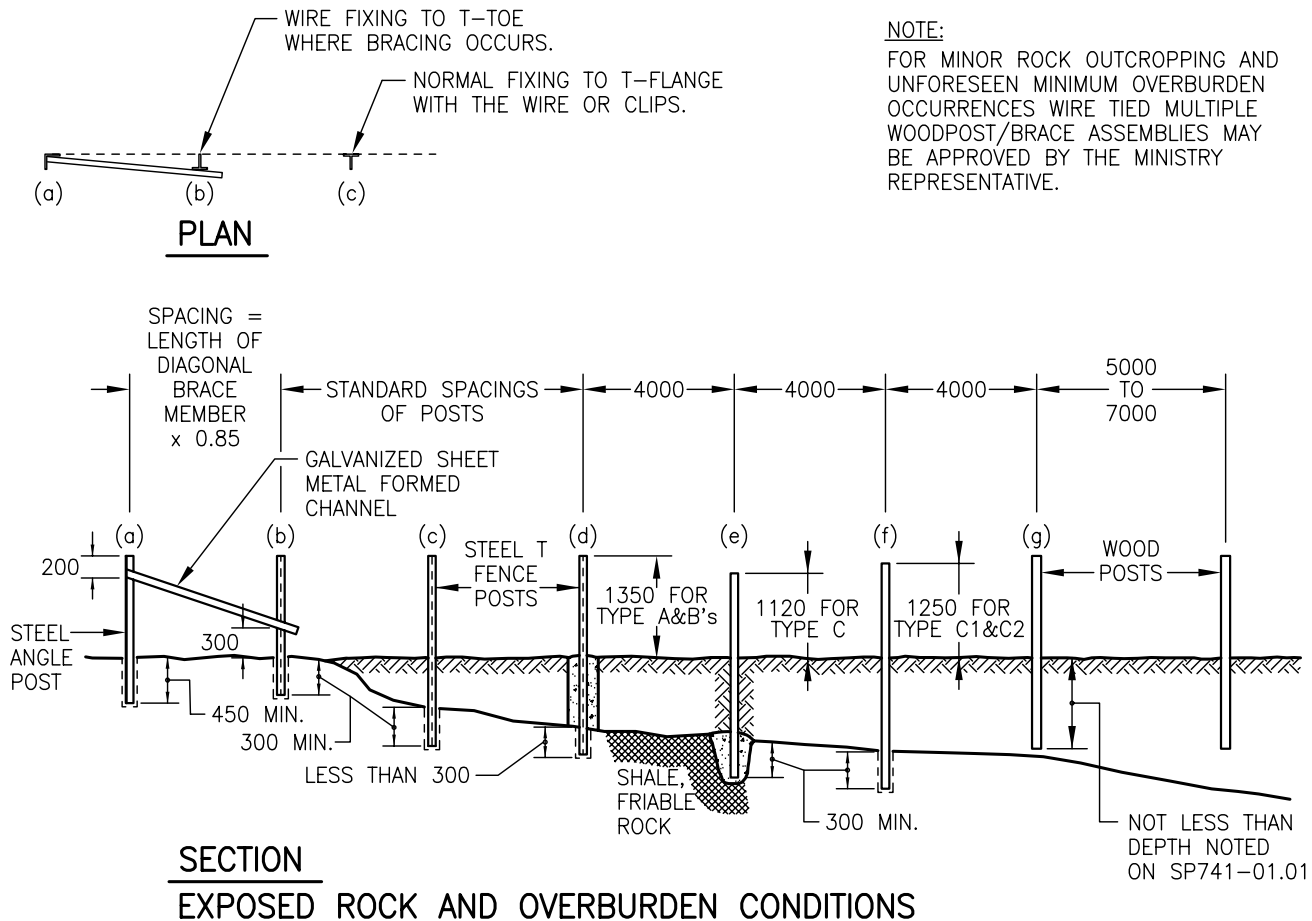 WIRE FIXING TO T-TOE
WHERE BRACING OCCURS.
NORMAL FIXING TO T-FLANGE
WITH THE WIRE OR CLIPS.
(a)
(b)
(c)
PLAN
NOTE:
FOR MINOR ROCK OUTCROPPING AND
UNFORESEEN MINIMUM OVERBURDEN
OCCURRENCES WIRE TIED MULTIPLE
WOODPOST/BRACE ASSEMBLIES MAY
BE APPROVED BY THE MINISTRY
REPRESENTATIVE.
SPACING =
LENGTH OF
DIAGONAL
BRACE
MEMBER
x 0.85
STANDARD SPACINGS
OF POSTS
4000
4000
4000
5000
TO
7000
GALVANIZED SHEET
METAL FORMED
CHANNEL
(a)
(b)
(c)
(d)
(e)
(f)
(g)
200
STEEL T
FENCE
POSTS
WOOD
POSTS
1350 FOR
TYPE A&B's
1120 FOR
TYPE C
1250 FOR
TYPE C1&C2
STEEL
ANGLE
POST
300
450 MIN.
300 MIN.
LESS THAN 300
SHALE,
FRIABLE
ROCK
300 MIN.
NOT LESS THAN
DEPTH NOTED
ON SP741-01.01
SECTION
EXPOSED ROCK AND OVERBURDEN CONDITIONS